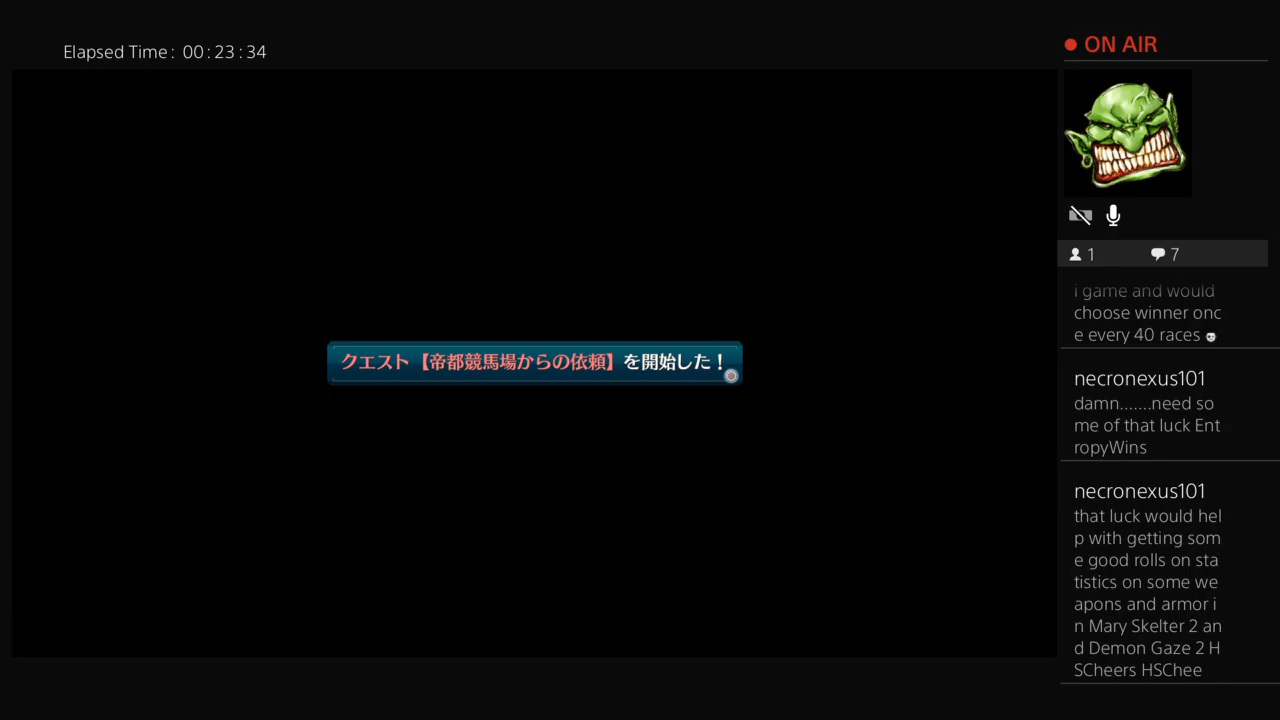 Elapsed Time: 00:23:34
ON AIR
1 7
i game and would
choose winner onc
e every 40 races
クエスト【帝都競馬場からの依頼】を開始した!
necronexus101
damn.......need so
me of that luck Ent
ropyWins
necronexus101
that luck would hel
p with getting som
e good rolls on sta
tistics on some we
apons and armor i
n Mary Skelter 2 an
d Demon Gaze 2 H
SCheers HSChee